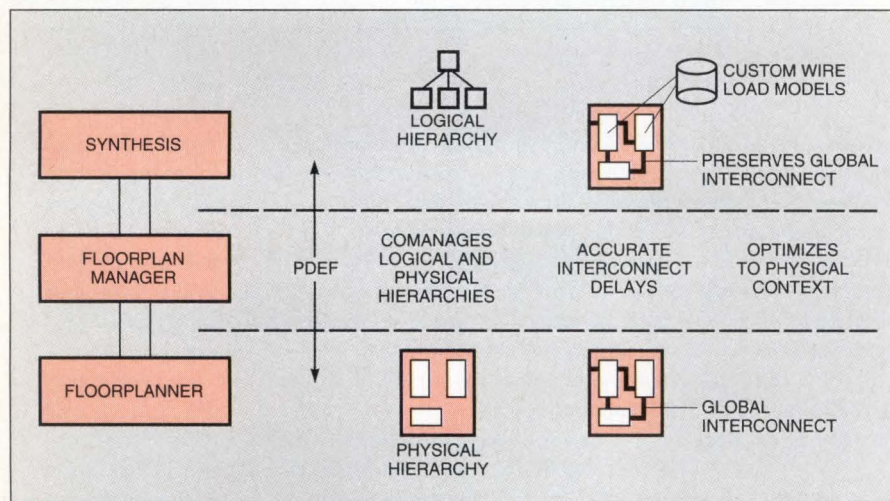 SYNTHESIS
FLOORPLAN
MANAGER
FLOORPLANNER
PDEF
LOGICAL
HIERARCHY
CUSTOM WIRE
LOAD MODELS
PRESERVES GLOBAL
INTERCONNECT
COMANAGES
LOGICAL AND
PHYSICAL
HIERARCHIES
ACCURATE
INTERCONNECT
DELAYS
OPTIMIZES
TO PHYSICAL
CONTEXT
PHYSICAL
HIERARCHY
GLOBAL
INTERCONNECT